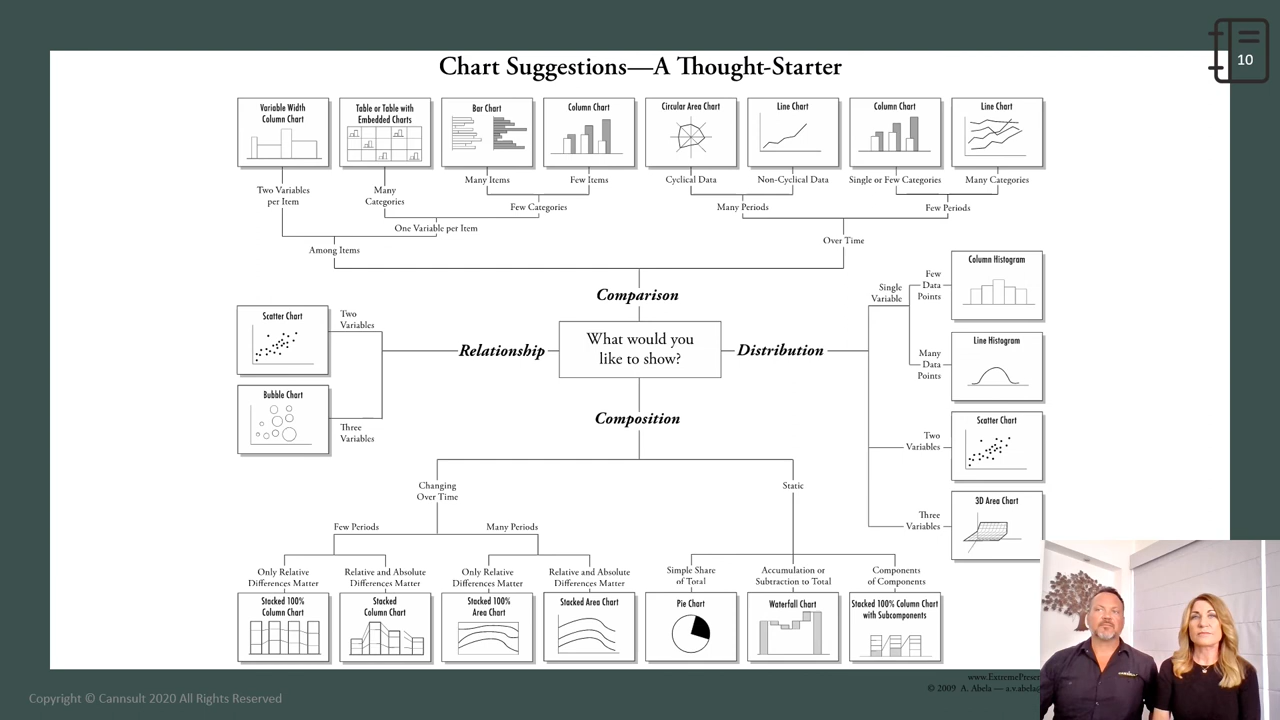 10
Chart Suggestions—A Thought-Starter
Variable Width
Column Chart
Table or Table with
Embedded Charts
Bar Chart
Column Chart
Circular Area Chart
Line Chart
Column Chart
Line Chart
Two Variables
per Item
Many
Categories
Many Items
Few Items
Cyclical Data
Non-Cyclical Data
Single or Few Categories
Many Categories
Few Categories
Many Periods
Few Periods
One Variable per Item
Over Time
Among Items
Comparison
Single
Variable
Few
Data
Points
Column Histogram
Scatter Chart
Two
Variables
Relationship
What would you
like to show?
Distribution
Many
Data
Points
Line Histogram
Bubble Chart
Three
Variables
Composition
Two
Variables
Scatter Chart
Changing
Over Time
Static
Three
Variables
3D Area Chart
Few Periods
Many Periods
Only Relative
Differences Matter
Relative and Absolute
Differences Matter
Only Relative
Differences Matter
Relative and Absolute
Differences Matter
Simple Share
of Total
Accumulation or
Subtraction to Total
Components
of Components
Stacked 100%
Column Chart
Stacked
Column Chart
Stacked 100%
Area Chart
Stacked Area Chart
Pie Chart
Waterfall Chart
Stacked 100% Column Chart
with Subcomponents
www.ExtremePresen
© 2009 A. Abela — a.v.abela@
Copyright © Cannsult 2020 All Rights Reserved